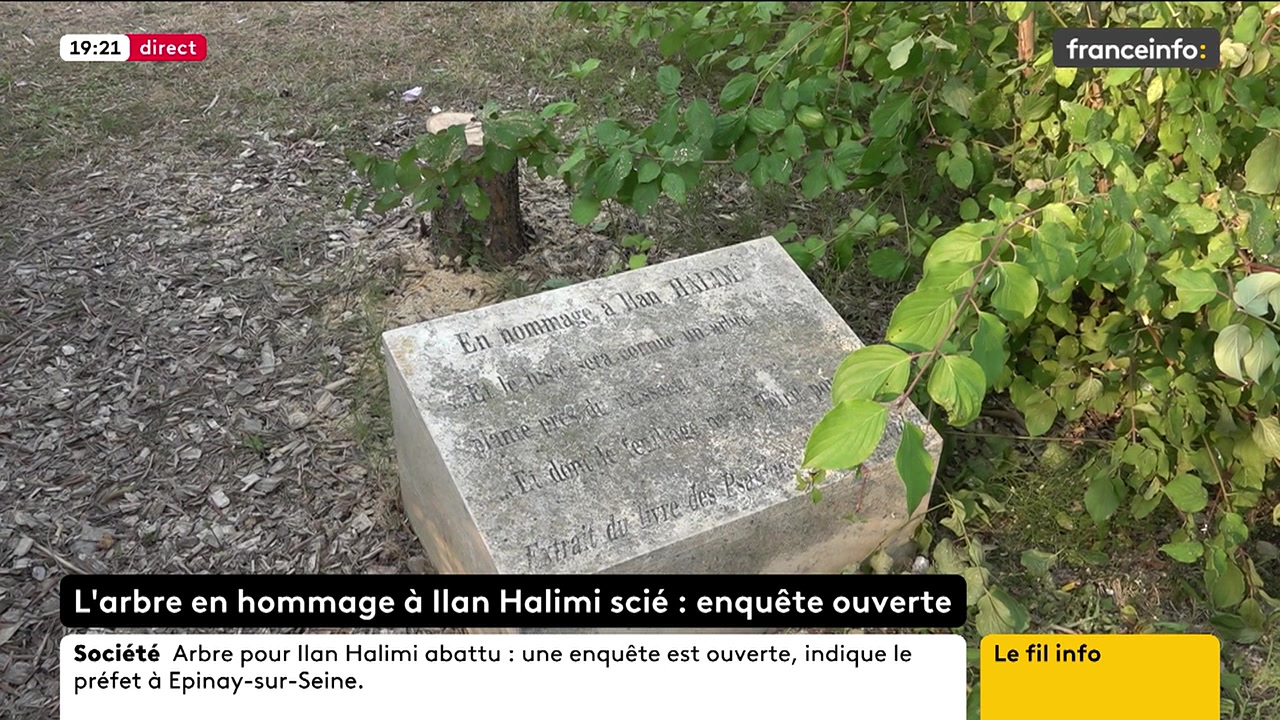 19:21 direct
franceinfo:
En hommage à Ilan HALIMI
...Et le juste sera comme un arbre
planté près du ruisseau
...Et dont le feuillage ne
Extrait du livre des Psaumes
L'arbre en hommage à Ilan Halimi scié : enquête ouverte
Société Arbre pour Ilan Halimi abattu : une enquête est ouverte, indique le
préfet à Epinay-sur-Seine.
Le fil info